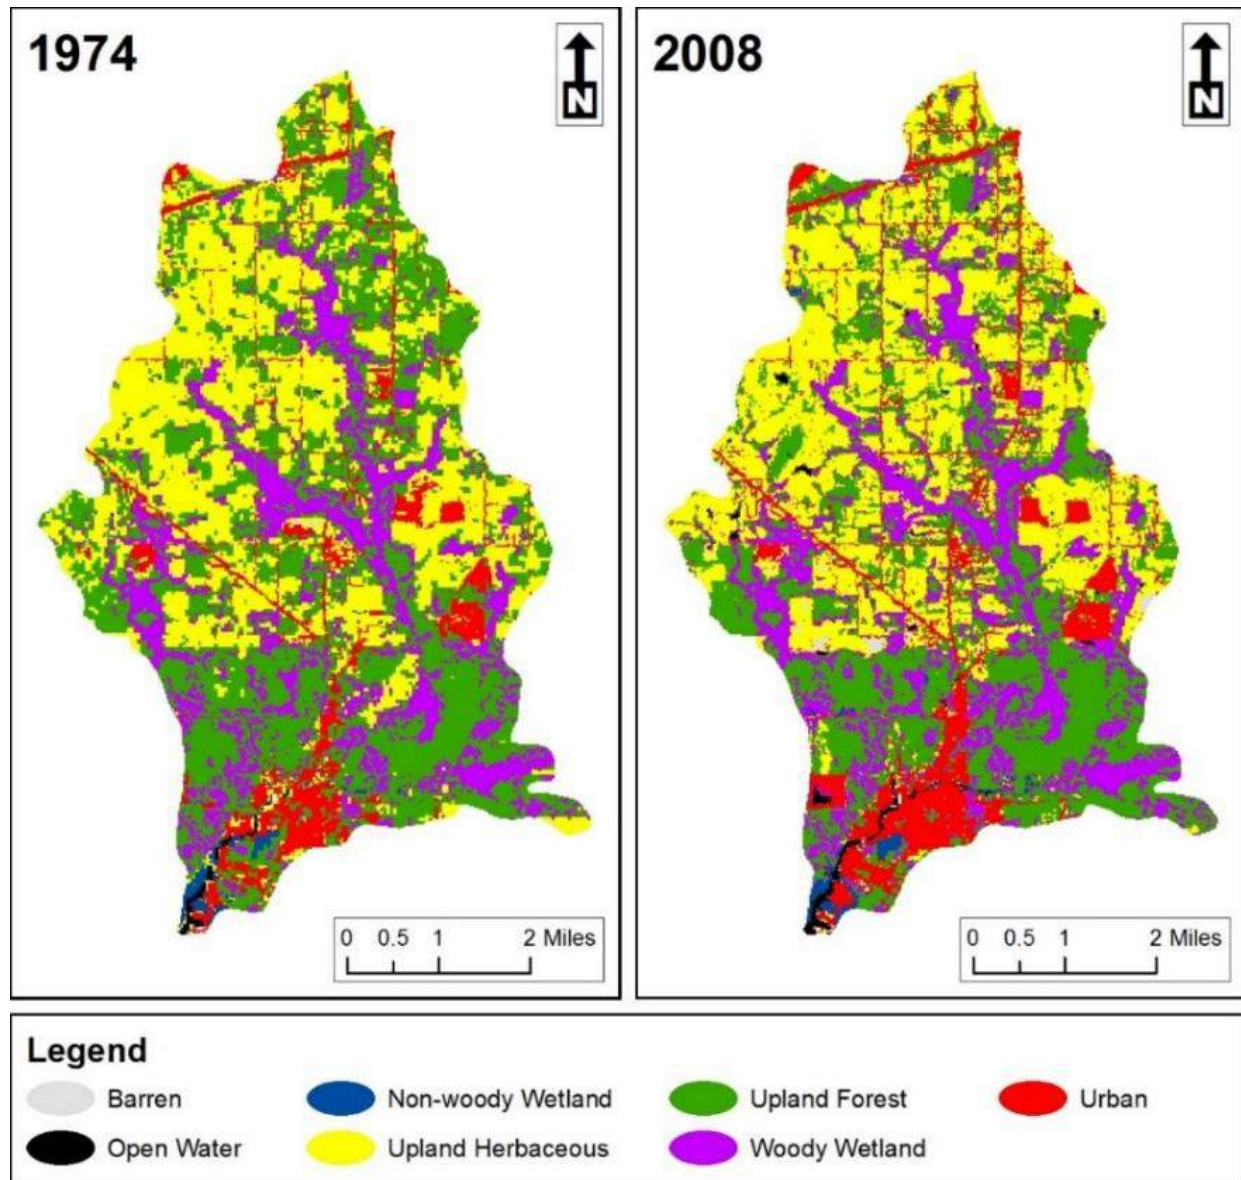 1974
N
0 0.5 1 2 Miles
2008
N
0 0.5 1 2 Miles
Legend
Barren
Non-woody Wetland
Upland Forest
Urban
Open Water
Upland Herbaceous
Woody Wetland